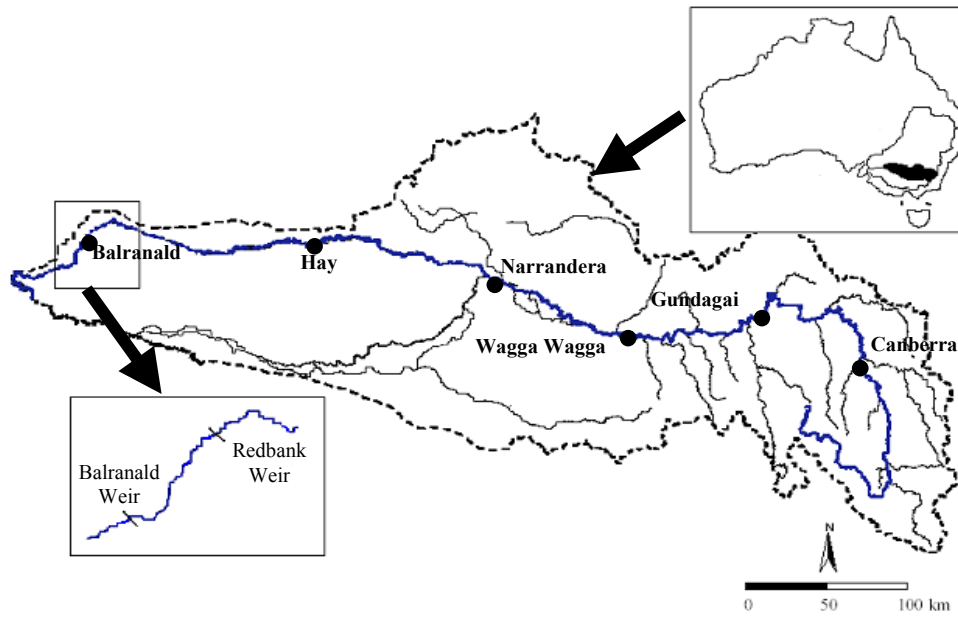 Balranald
Hay
Narrandera
Gundagai
Wagga Wagga
Canberra
Redbank
Weir
Balranald
Weir
N
0 50 100 km